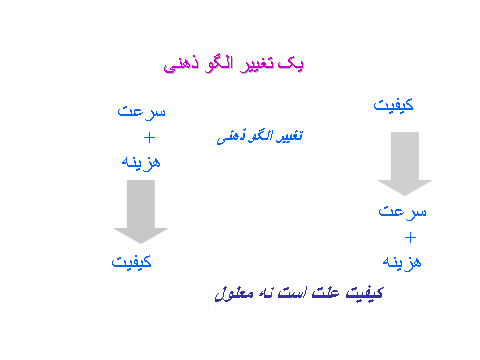 یک تغییر الگو ذهنی
کیفیت
سرعت
+
هزینه
تغییر الگو ذهنی
سرعت
+
هزینه
کیفیت
کیفیت علت است نه معلول